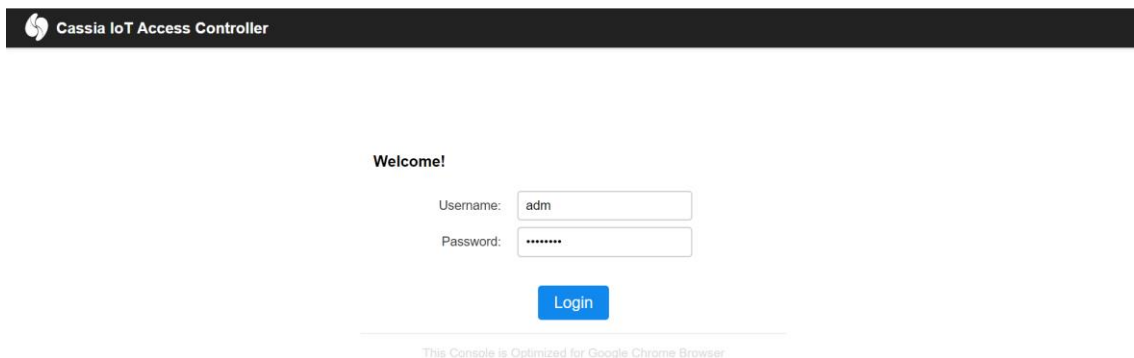 Cassia IoT Access Controller
Welcome!
Username: adm
Password: ••••••••
Login
This Console is Optimized for Google Chrome Browser